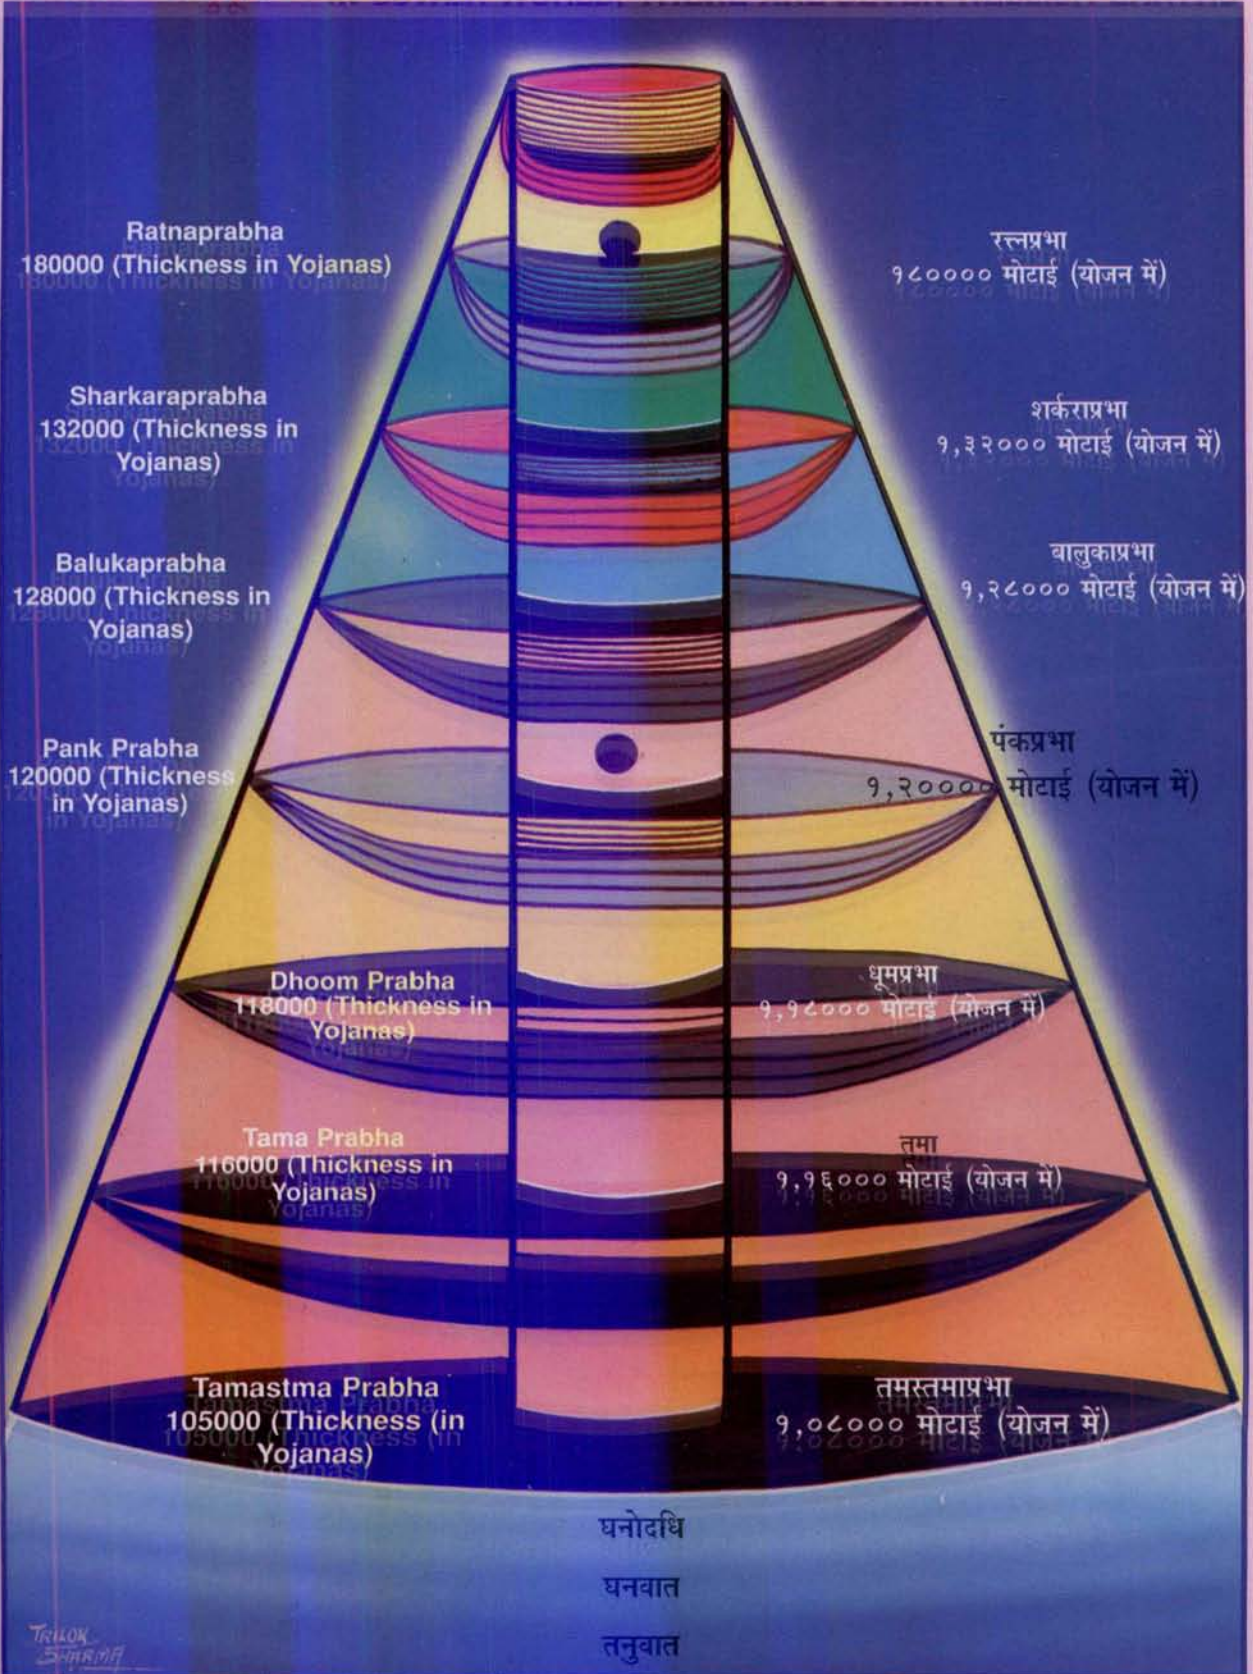 Ratnaprabha
180000 (Thickness in Yojanas)
रत्नप्रभा
१८०००० मोटाई (योजन में)
Sharkaraprabha
132000 (Thickness in
Yojanas)
शर्कराप्रभा
१,३२००० मोटाई (योजन में)
Balukaprabha
128000 (Thickness in
Yojanas)
बालुकाप्रभा
१,२८००० मोटाई (योजन में)
Pank Prabha
120000 (Thickness
in Yojanas)
पंकप्रभा
१,२०००० मोटाई (योजन में)
Dhoom Prabha
118000 (Thickness in
Yojanas)
धूमप्रभा
१,१८००० मोटाई (योजन में)
Tama Prabha
116000 (Thickness in
Yojanas)
तमा
१,१६००० मोटाई (योजन में)
Tamastma Prabha
105000 (Thickness (in
Yojanas)
तमस्तमाप्रभा
१,०८००० मोटाई (योजन में)
घनोदधि
घनवात
तनुवात
TRILOK
SHARMA